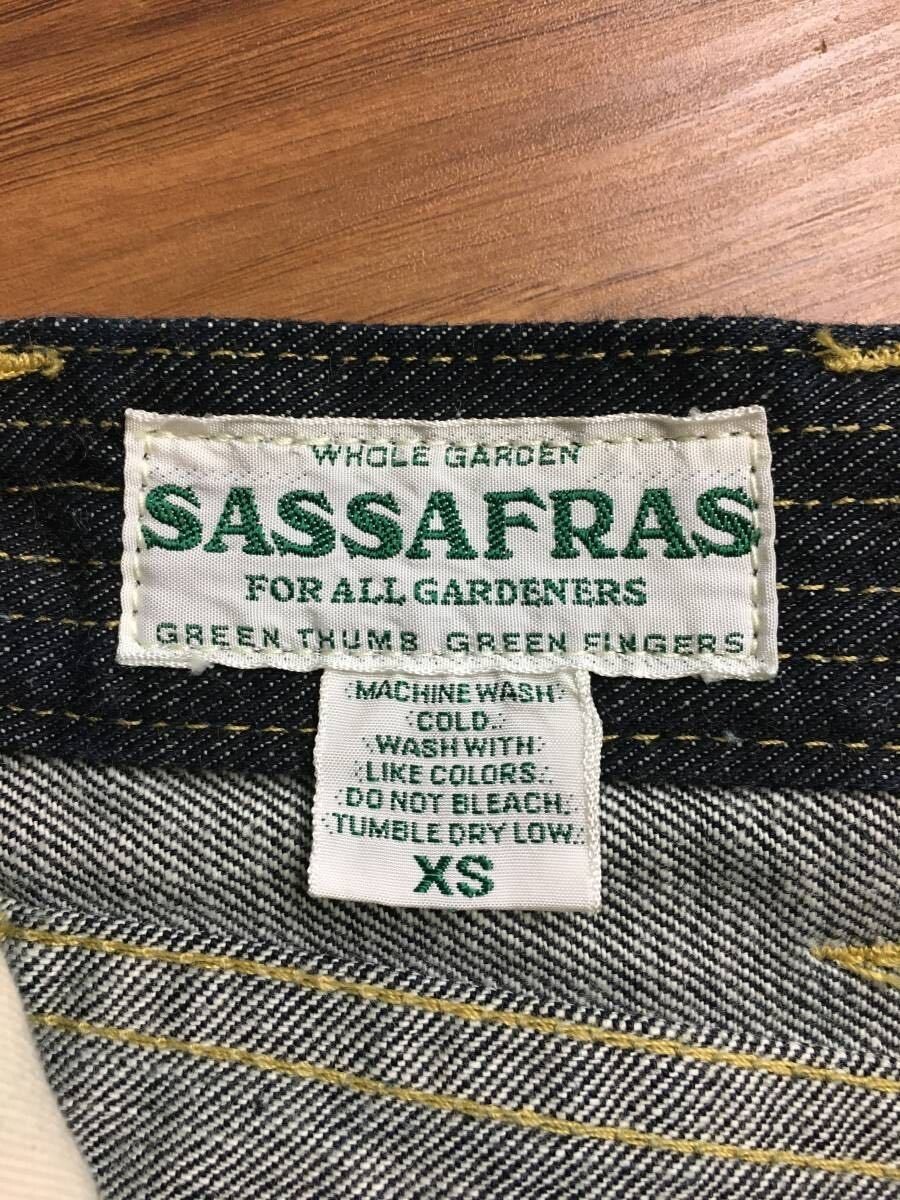 WHOLE GARDEN
SASSAFRAS
FOR ALL GARDENERS
GREEN THUMB GREEN FINGERS
MACHINE WASH
COLD.
WASH WITH
LIKE COLORS.
DO NOT BLEACH.
TUMBLE DRY LOW.
XS